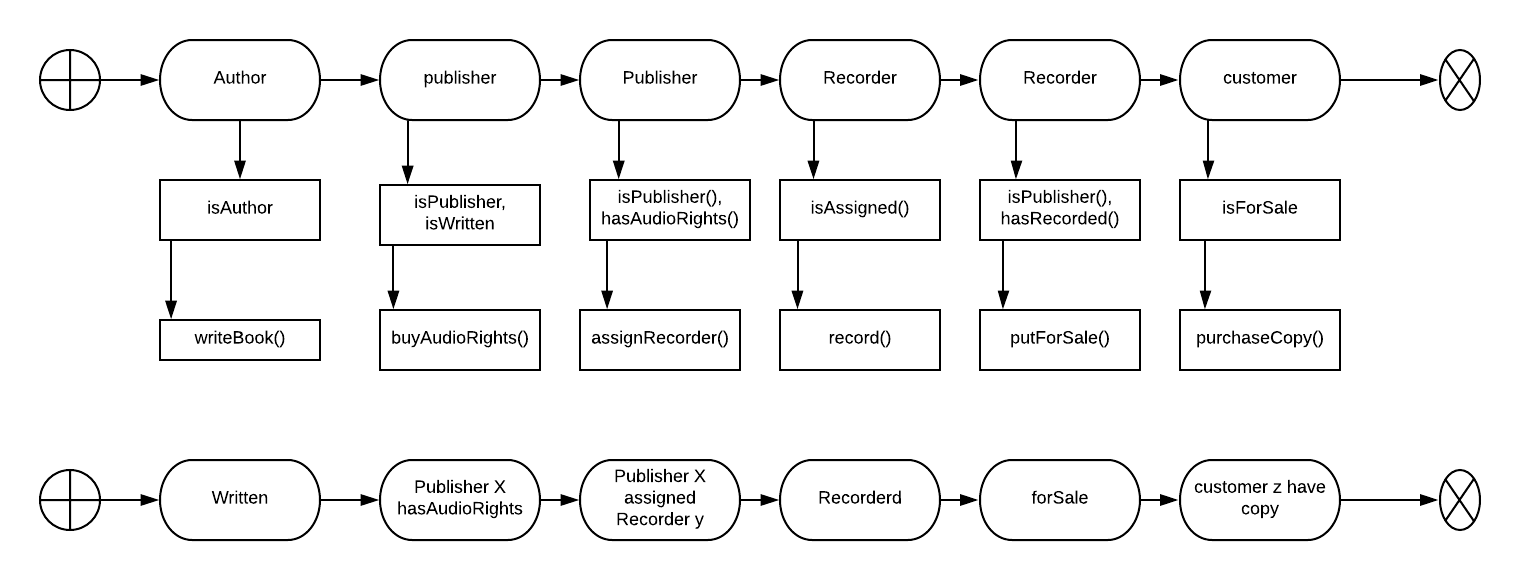 Author
publisher
Publisher
Recorder
Recorder
customer
isAuthor
isPublisher,
isWritten
isPublisher(),
hasAudioRights()
isAssigned()
isPublisher(),
hasRecorded()
isForSale
writeBook()
buyAudioRights()
assignRecorder()
record()
putForSale()
purchaseCopy()
Written
Publisher X
hasAudioRights
Publisher X
assigned
Recorder y
Recorderd
forSale
customer z have
copy